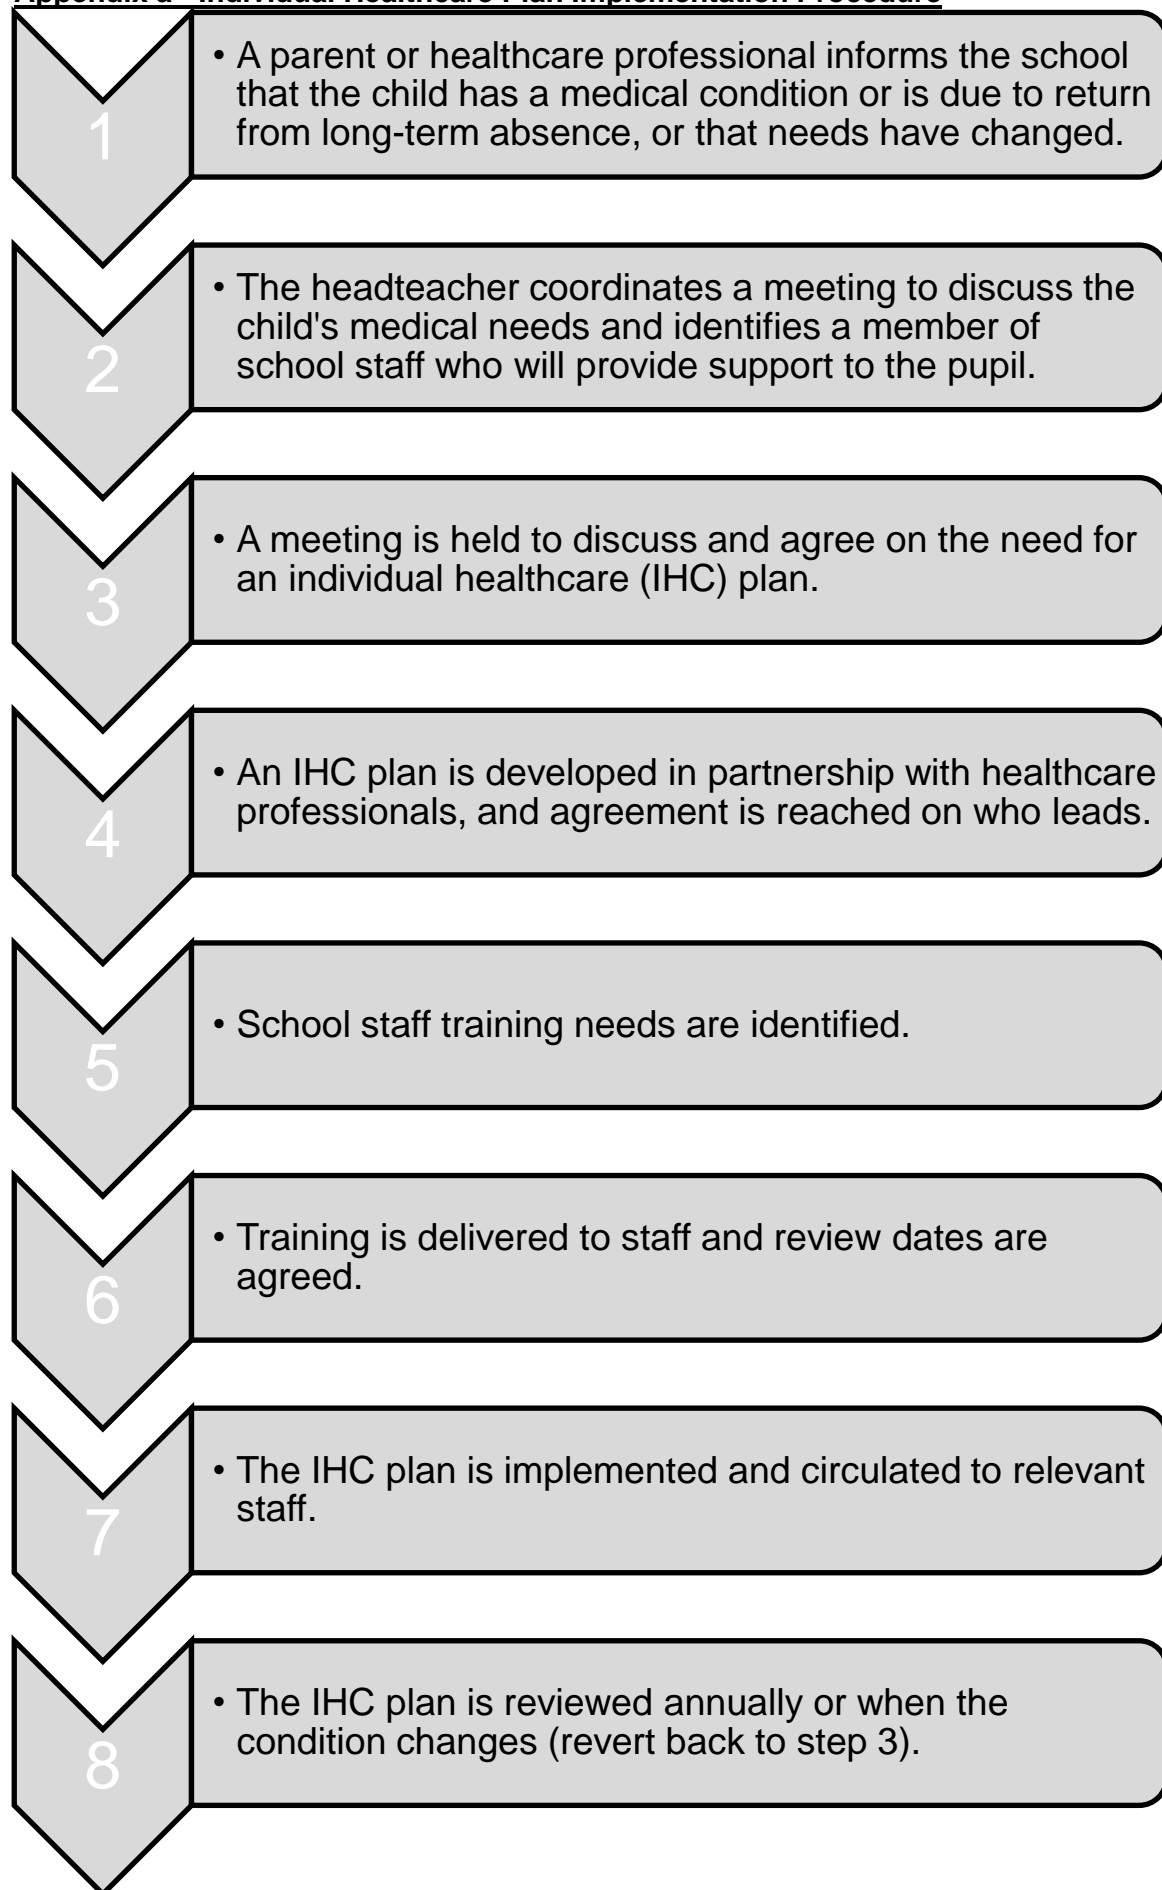 Appendix a - Individual Healthcare Plan Implementation Procedure
1
• A parent or healthcare professional informs the school
that the child has a medical condition or is due to return
from long-term absence, or that needs have changed.
2
• The headteacher coordinates a meeting to discuss the
child's medical needs and identifies a member of
school staff who will provide support to the pupil.
3
• A meeting is held to discuss and agree on the need for
an individual healthcare (IHC) plan.
4
• An IHC plan is developed in partnership with healthcare
professionals, and agreement is reached on who leads.
5
• School staff training needs are identified.
6
• Training is delivered to staff and review dates are
agreed.
7
• The IHC plan is implemented and circulated to relevant
staff.
8
• The IHC plan is reviewed annually or when the
condition changes (revert back to step 3).